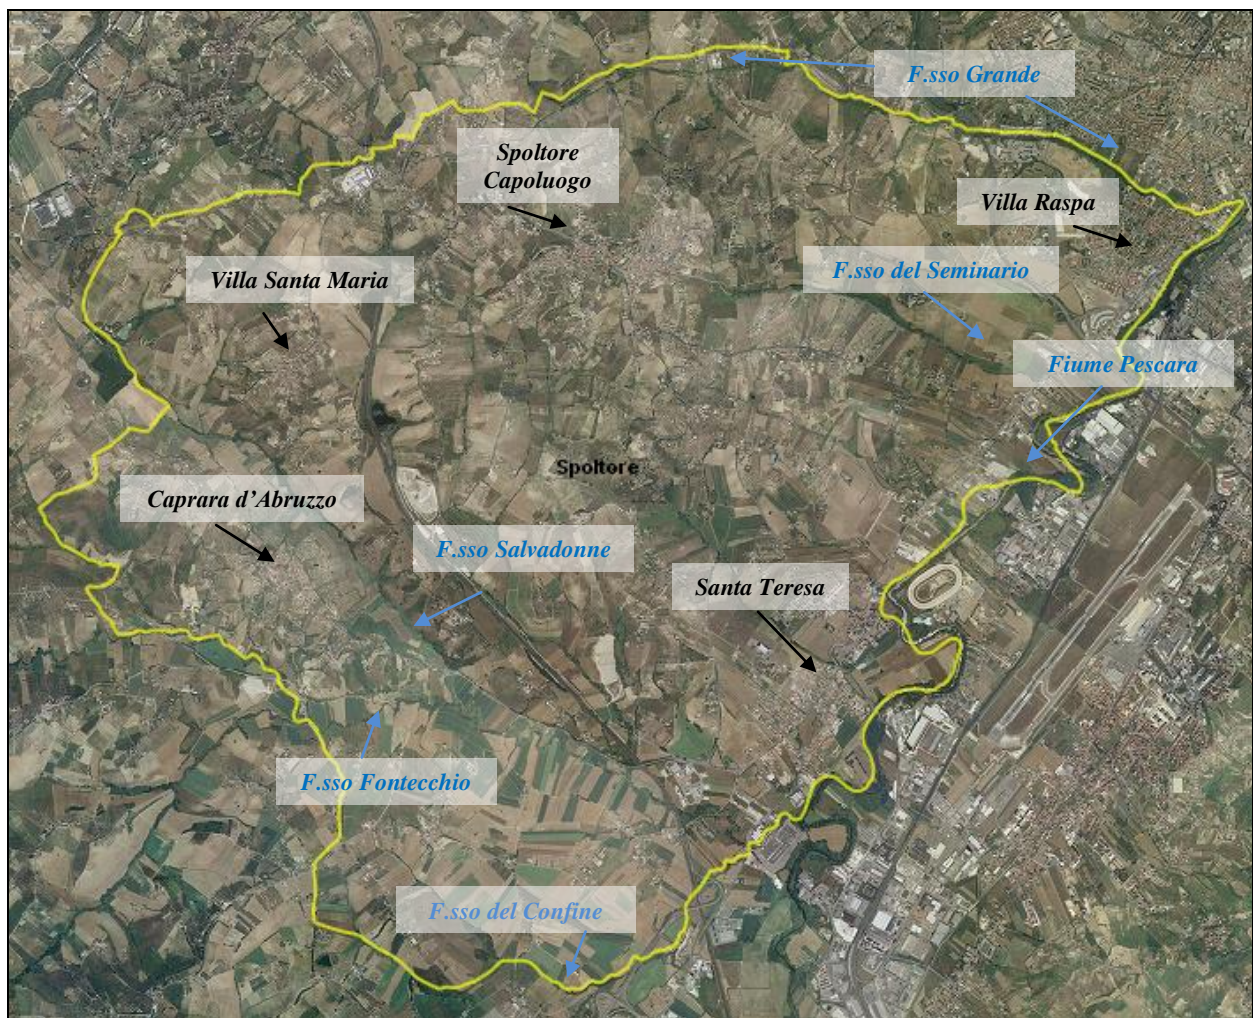 F.sso Grande
Spoltore
Capoluogo
Villa Raspa
F.sso del Seminario
Villa Santa Maria
Fiume Pescara
Spoltore
Caprara d’Abruzzo
F.sso Salvadonne
Santa Teresa
F.sso Fontecchio
F.sso del Confine